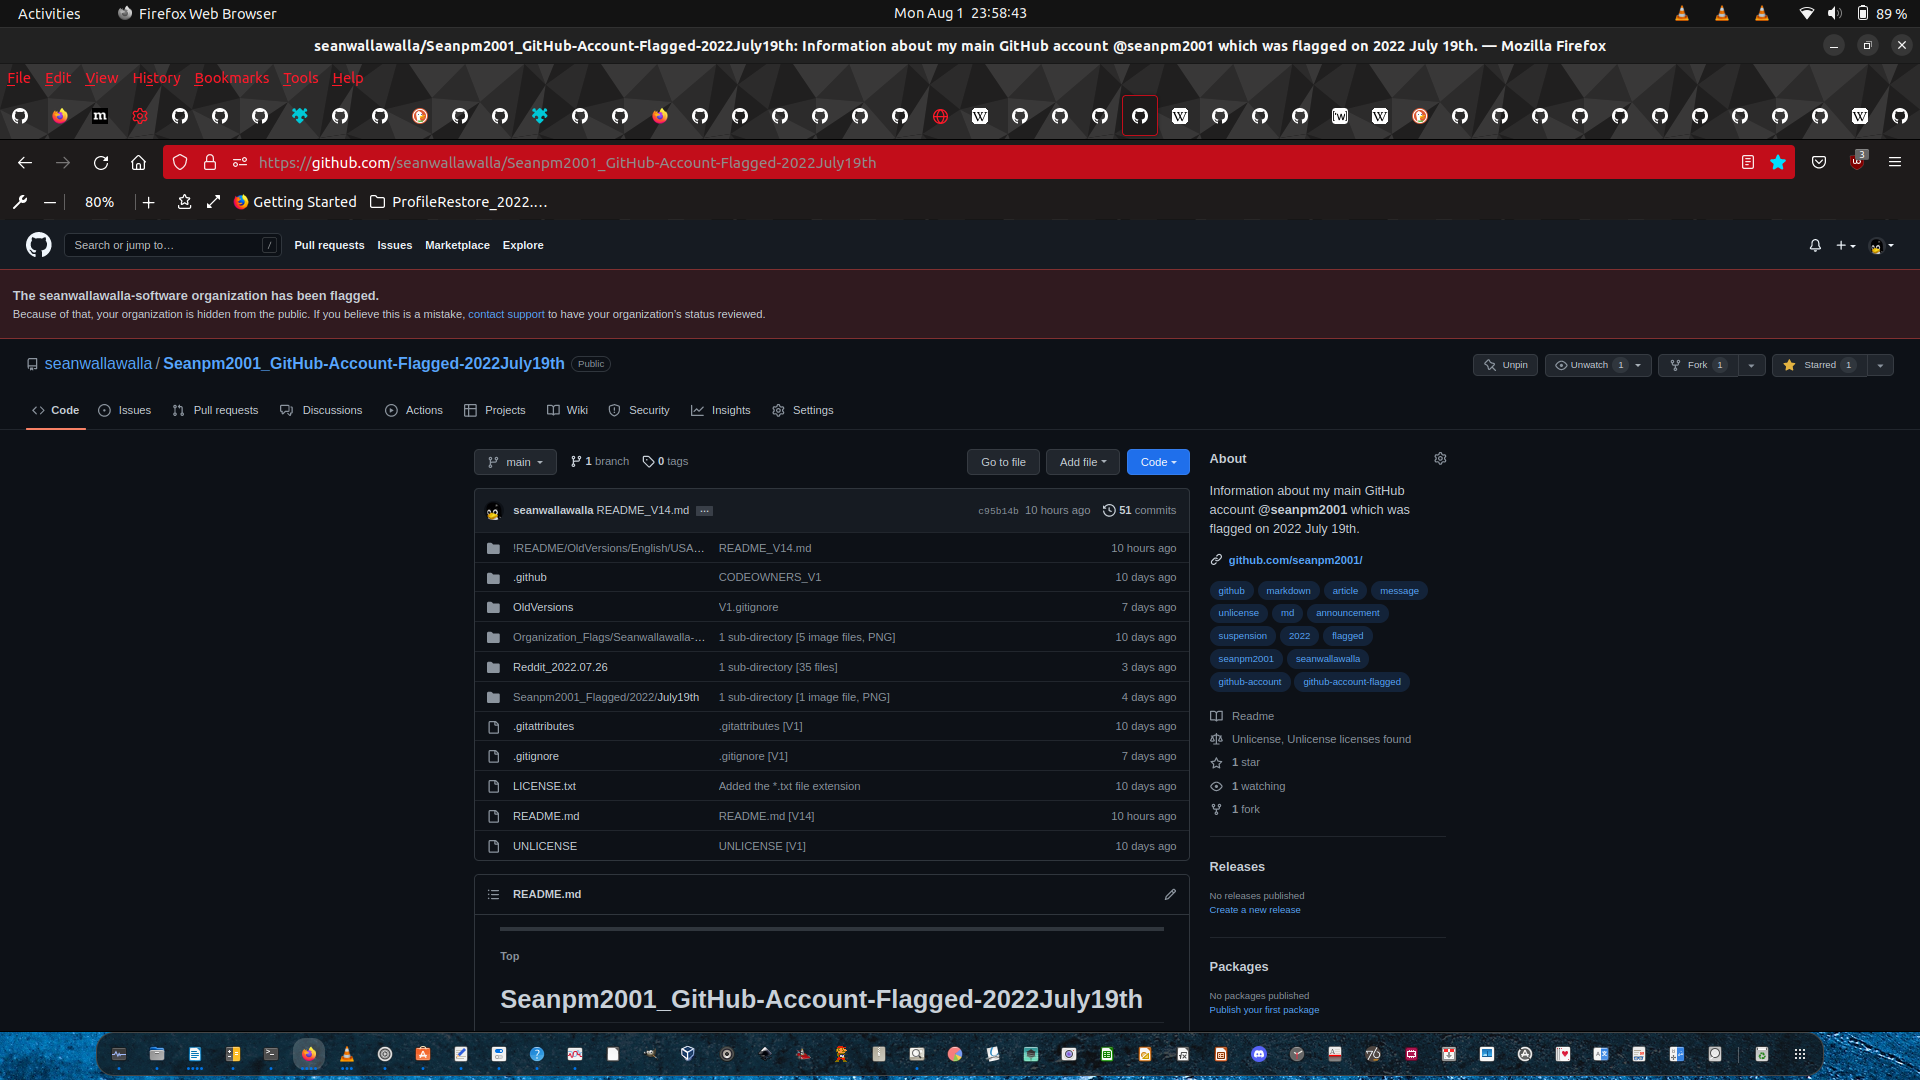 Activities
Firefox Web Browser
Mon Aug 1 23:58:43
89 %
seanwallawalla/Seanpm2001_GitHub-Account-Flagged-2022July19th: Information about my main GitHub account @seanpm2001 which was flagged on 2022 July 19th. — Mozilla Firefox
File Edit View History Bookmarks Tools Help
https://github.com/seanwallawalla/Seanpm2001_GitHub-Account-Flagged-2022July19th
3
80%
Getting Started
ProfileRestore_2022....
Search or jump to...
/
Pull requests Issues Marketplace Explore
The seanwallawalla-software organization has been flagged.
Because of that, your organization is hidden from the public. If you believe this is a mistake, contact support to have your organization's status reviewed.
seanwallawalla / Seanpm2001_GitHub-Account-Flagged-2022July19th Public
Unpin
Unwatch 1
Fork 1
Starred 1
Code Issues Pull requests Discussions Actions Projects Wiki Security Insights Settings
main
1 branch
0 tags
Go to file
Add file
Code
seanwallawalla README_V14.md ...
c95b14b 10 hours ago 51 commits
!README/OldVersions/English/USA... README_V14.md 10 hours ago
.github CODEOWNERS_V1 10 days ago
OldVersions V1.gitignore 7 days ago
Organization_Flags/Seanwallawalla-... 1 sub-directory [5 image files, PNG] 10 days ago
Reddit_2022.07.26 1 sub-directory [35 files] 3 days ago
Seanpm2001_Flagged/2022/July19th 1 sub-directory [1 image file, PNG] 4 days ago
.gitattributes .gitattributes [V1] 10 days ago
.gitignore .gitignore [V1] 7 days ago
LICENSE.txt Added the *.txt file extension 10 days ago
README.md README.md [V14] 10 hours ago
UNLICENSE UNLICENSE [V1] 10 days ago
README.md
Top
Seanpm2001_GitHub-Account-Flagged-2022July19th
About
Information about my main GitHub
account @seanpm2001 which was
flagged on 2022 July 19th.
github.com/seanpm2001/
github markdown article message
unlicense md announcement
suspension 2022 flagged
seanpm2001 seanwallawalla
github-account github-account-flagged
Readme
Unlicense, Unlicense licenses found
1 star
1 watching
1 fork
Releases
No releases published
Create a new release
Packages
No packages published
Publish your first package